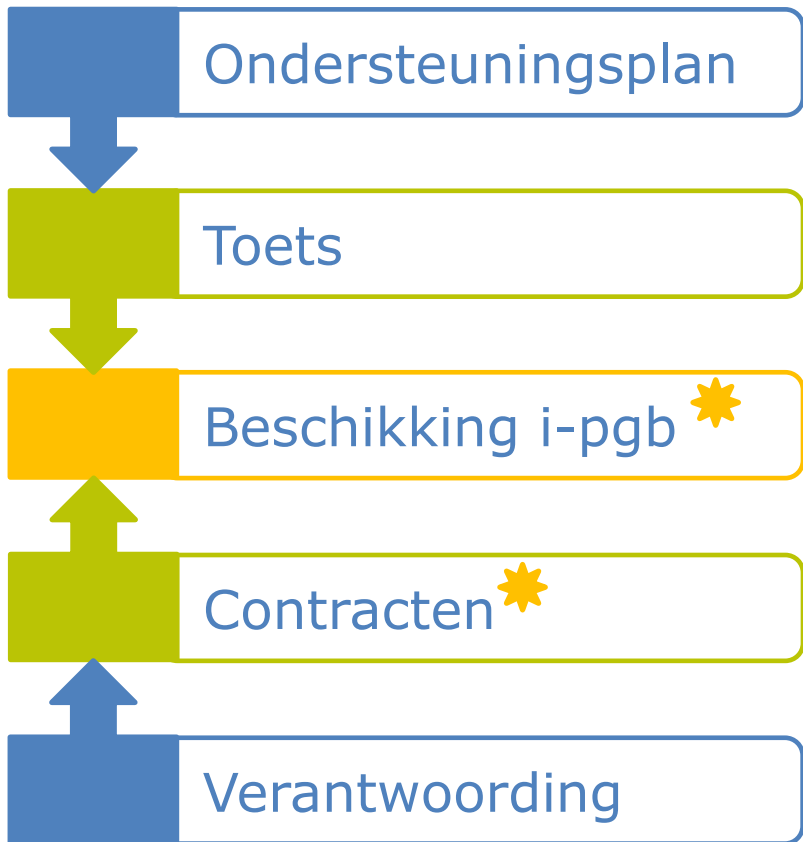 Ondersteuningsplan
Toets
Beschikking i-pgb
Contracten
Verantwoording